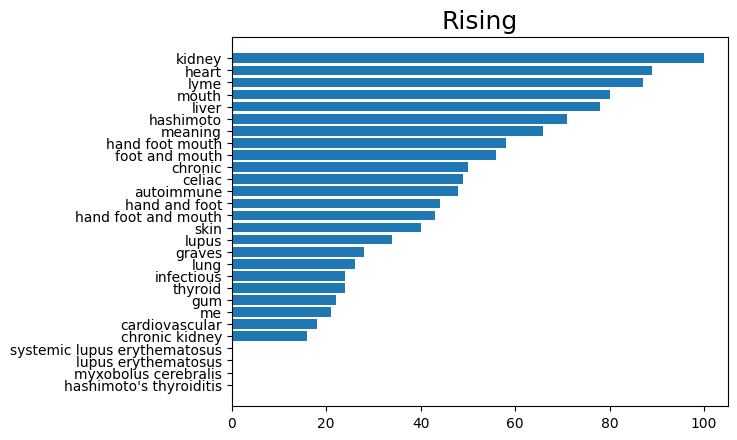 Rising
kidney
heart
lyme
mouth
liver
hashimoto
meaning
hand foot mouth
foot and mouth
chronic
celiac
autoimmune
hand and foot
hand foot and mouth
skin
lupus
graves
lung
infectious
thyroid
gum
me
cardiovascular
chronic kidney
systemic lupus erythematosus
lupus erythematosus
myxobolus cerebralis
hashimoto's thyroiditis
0 20 40 60 80 100